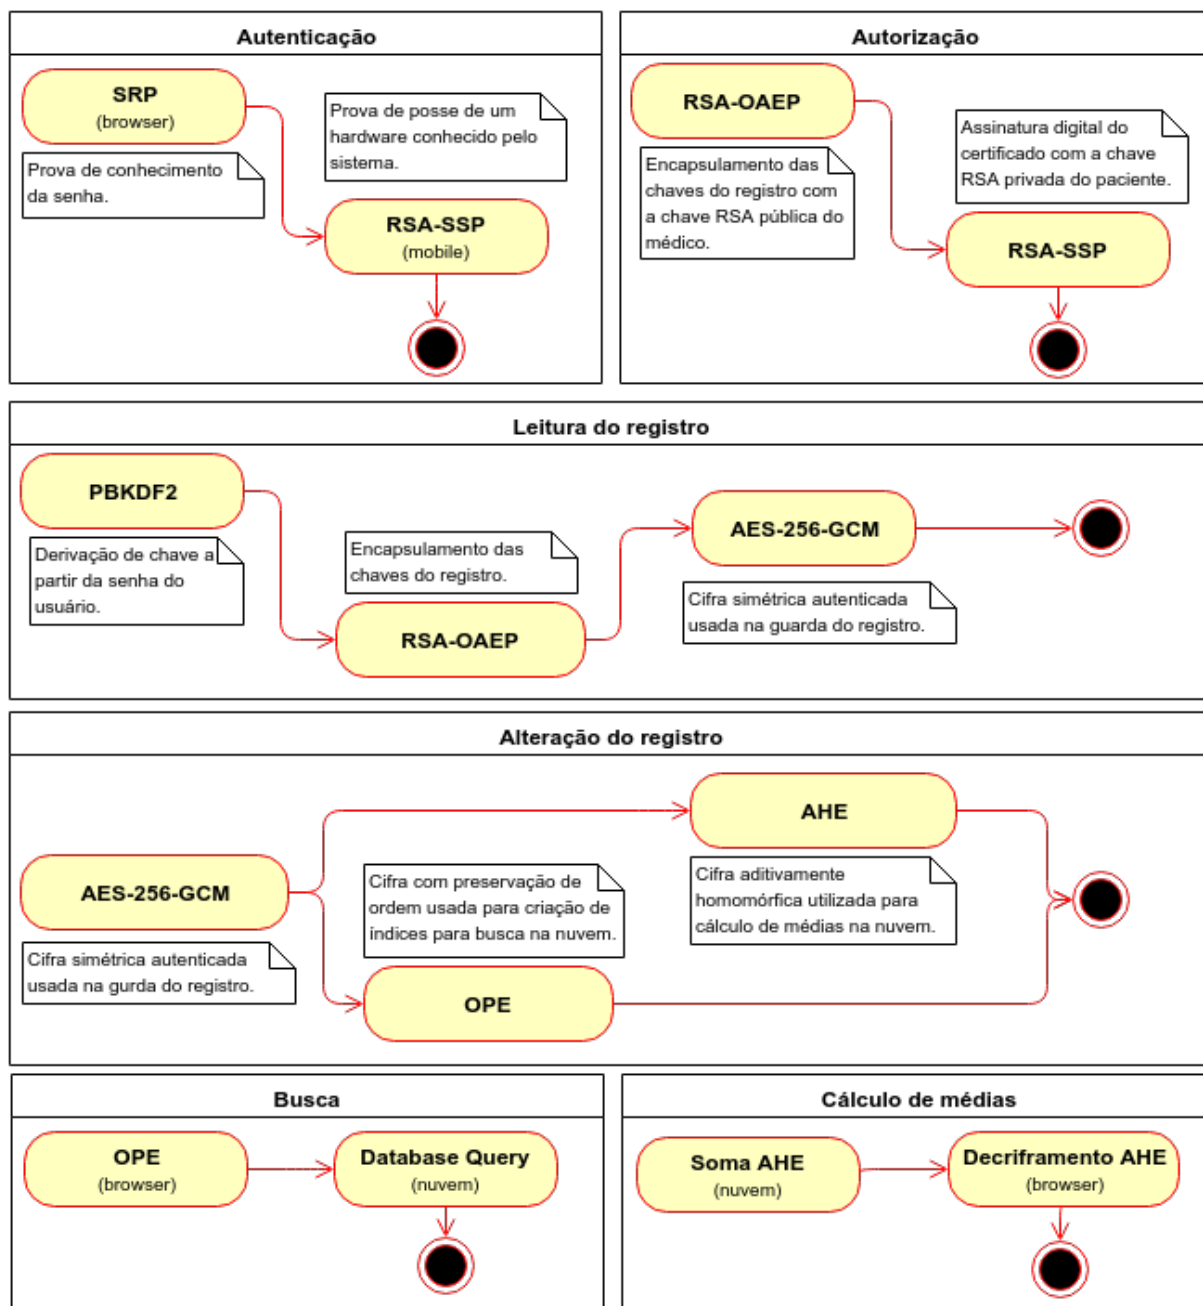 Autenticação
SRP
(browser)
Prova de conhecimento
da senha.
Prova de posse de um
hardware conhecido pelo
sistema.
RSA-SSP
(mobile)
Autorização
RSA-OAEP
Encapsulamento das
chaves do registro com
a chave RSA pública do
médico.
Assinatura digital do
certificado com a chave
RSA privada do paciente.
RSA-SSP
Leitura do registro
PBKDF2
Derivação de chave a
partir da senha do
usuário.
Encapsulamento das
chaves do registro.
RSA-OAEP
AES-256-GCM
Cifra simétrica autenticada
usada na guarda do registro.
Alteração do registro
AES-256-GCM
Cifra simétrica autenticada
usada na gurda do registro.
Cifra com preservação de
ordem usada para criação de
índices para busca na nuvem.
OPE
AHE
Cifra aditivamente
homomórfica utilizada para
cálculo de médias na nuvem.
Busca
OPE
(browser)
Database Query
(nuvem)
Cálculo de médias
Soma AHE
(nuvem)
Decriframento AHE
(browser)